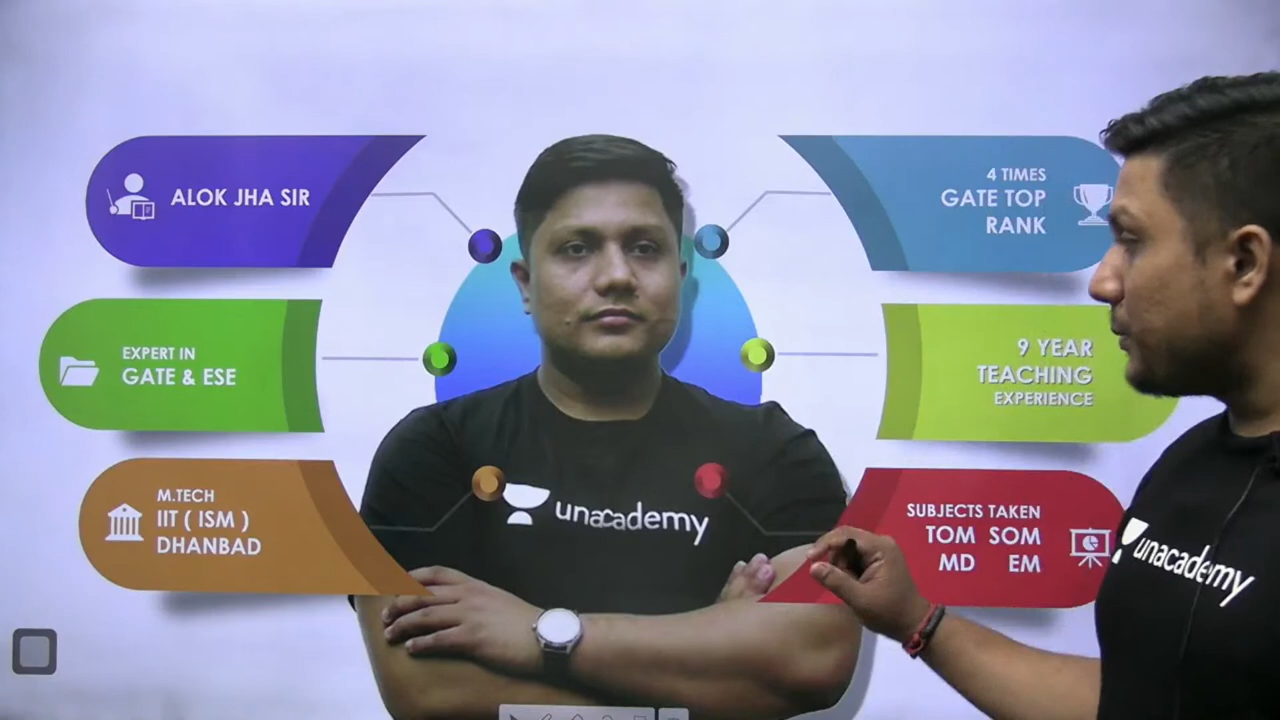 ALOK JHA SIR
EXPERT IN
GATE & ESE
M.TECH
IIT ( ISM )
DHANBAD
unacademy
4 TIMES
GATE TOP
RANK
9 YEAR
TEACHING
EXPERIENCE
SUBJECTS TAKEN
TOM SOM
MD EM
unacademy